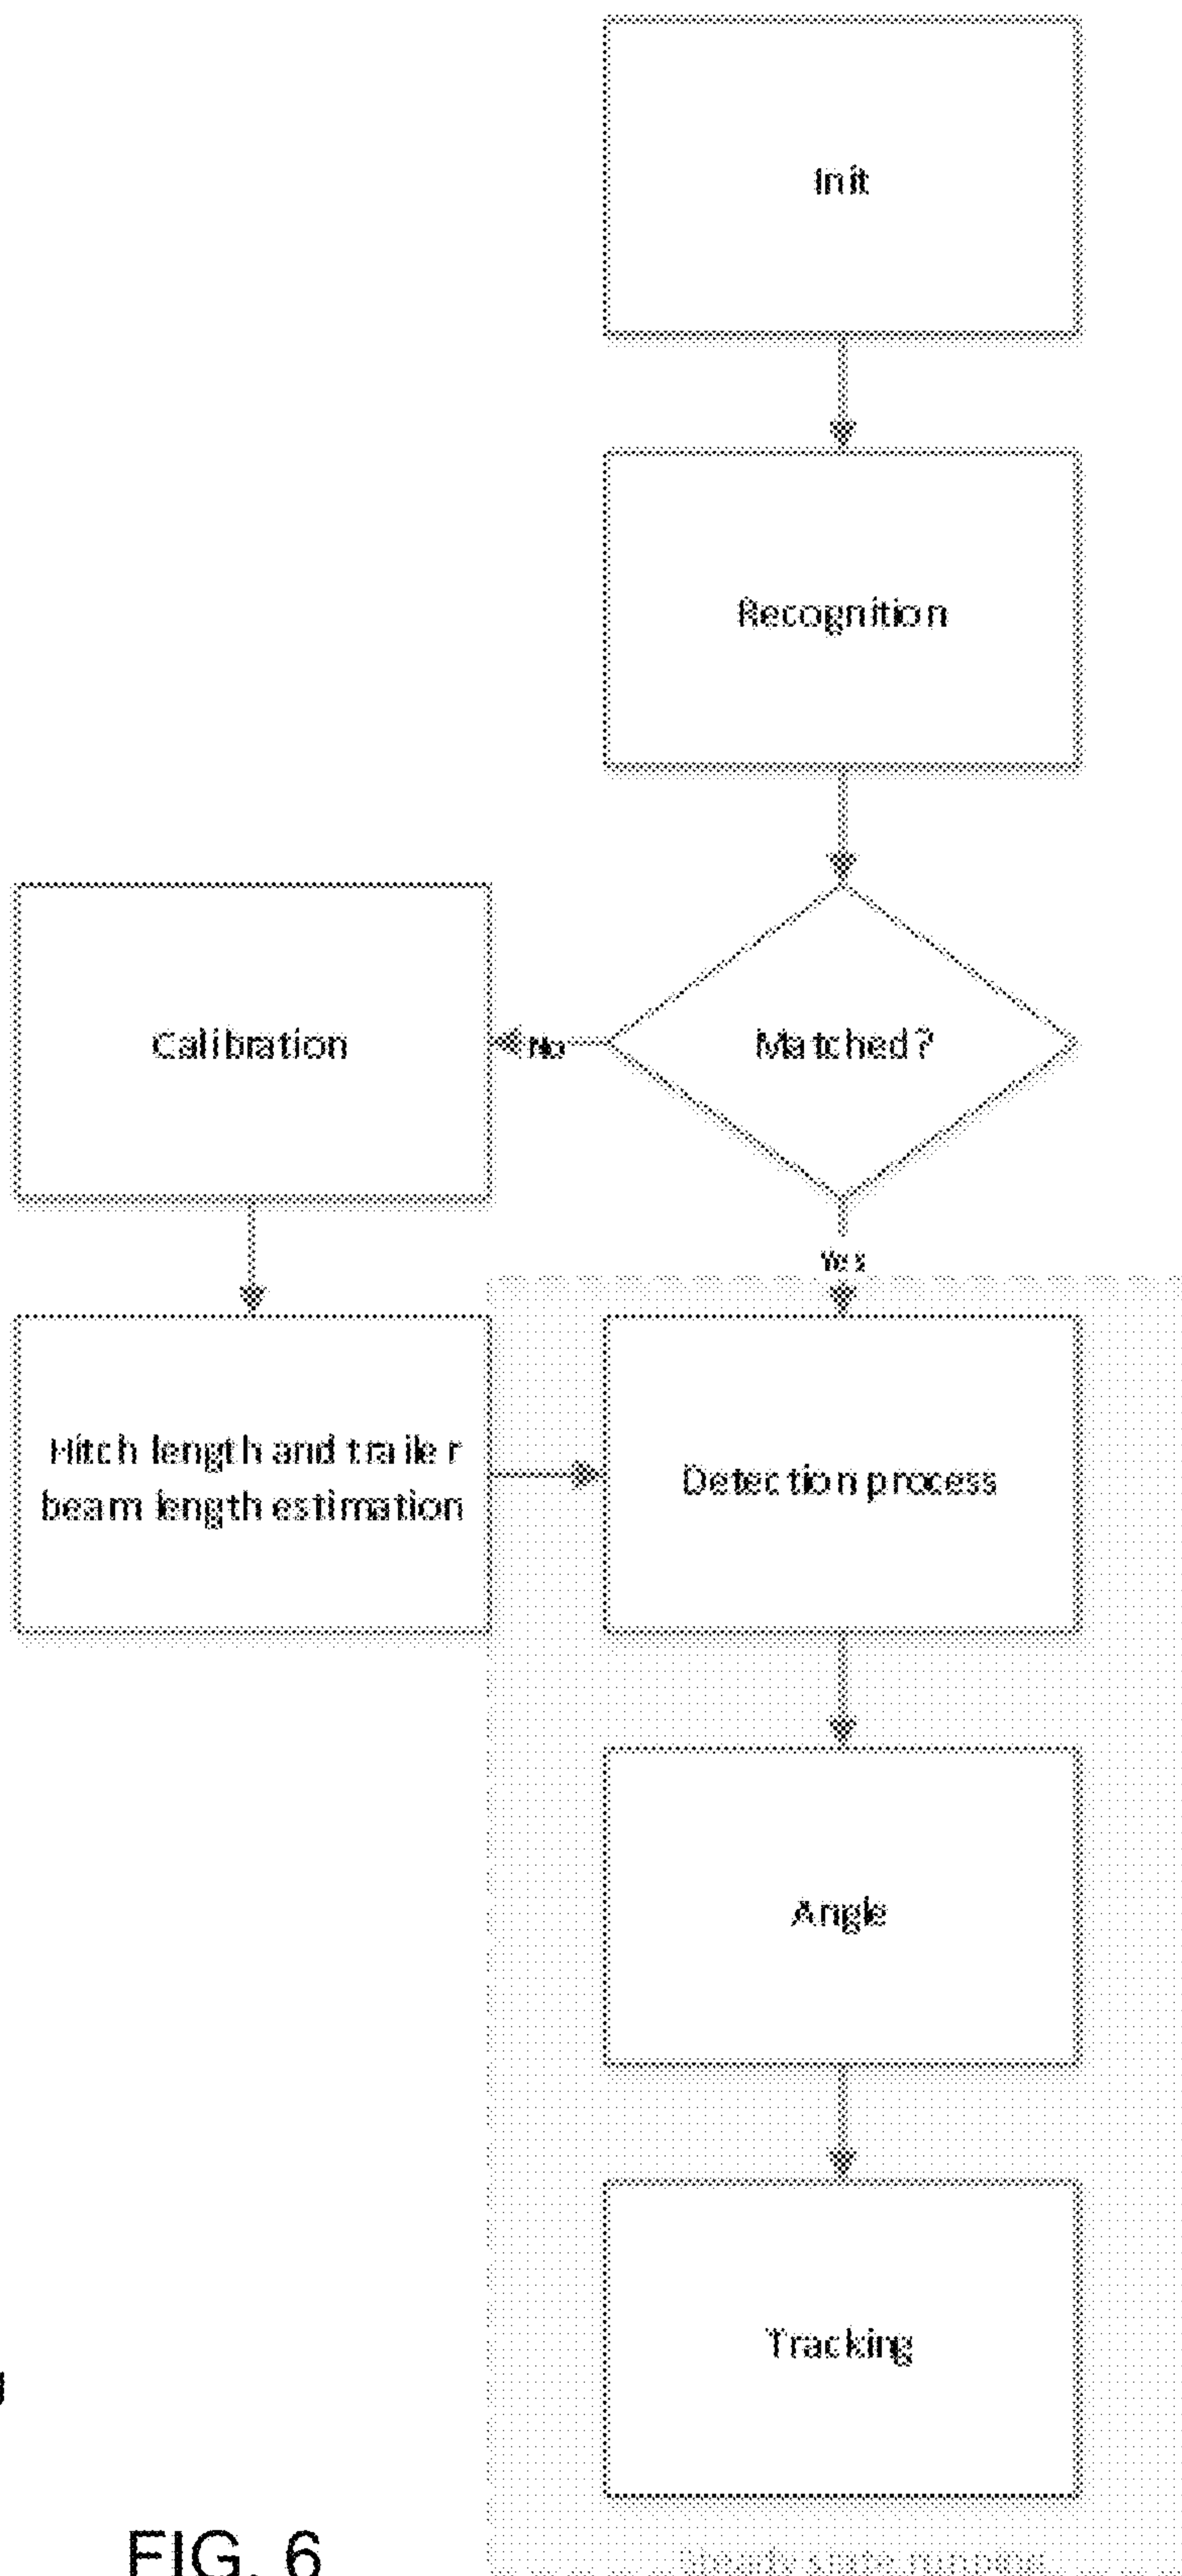 Init
Recognition
Matched?
No
Calibration
Yes
Hitch length and trailer
beam length estimation
Detection process
Angle
Tracking
FIG. 6